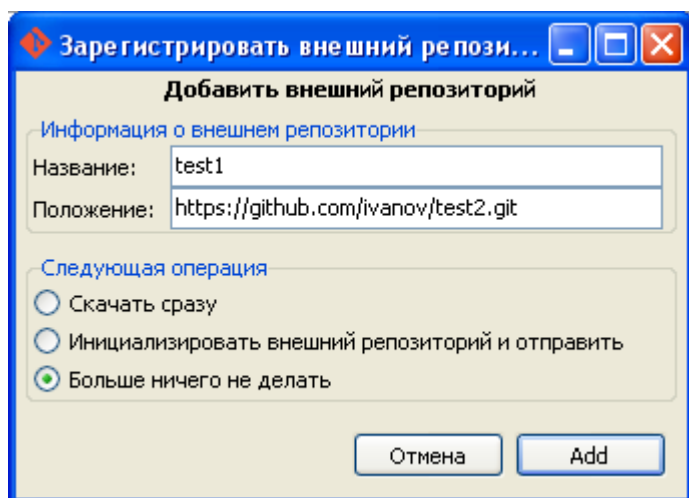 Зарегистрировать внешний репози...
Добавить внешний репозиторий
Информация о внешнем репозитории
Название: test1
Положение: https://github.com/ivanov/test2.git
Следующая операция
Скачать сразу
Инициализировать внешний репозиторий и отправить
Больше ничего не делать
Отмена Add